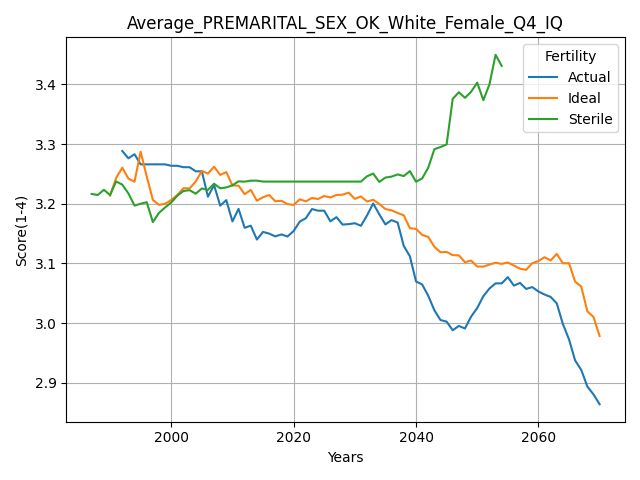 Average_PREMARITAL_SEX_OK_White_Female_Q4_IQ
Fertility
Actual
Ideal
Sterile
Score(1-4)
3.4
3.3
3.2
3.1
3.0
2.9
2000 2020 2040 2060
Years